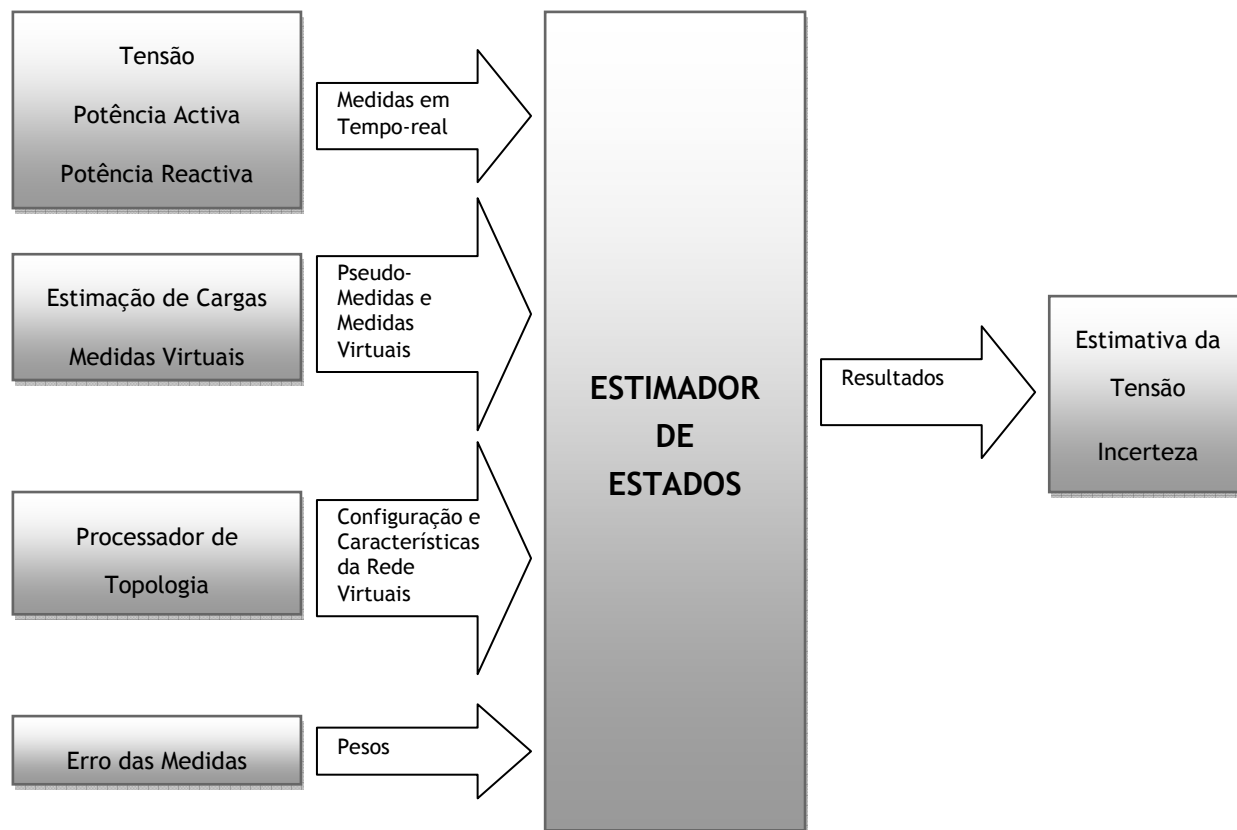 Tensão
Potência Activa
Potência Reactiva
Medidas em
Tempo-real
Estimação de Cargas
Medidas Virtuais
Pseudo-
Medidas e
Medidas
Virtuais
Processador de
Topologia
Configuração e
Características
da Rede
Virtuais
Erro das Medidas
Pesos
ESTIMADOR
DE
ESTADOS
Resultados
Estimativa da
Tensão
Incerteza